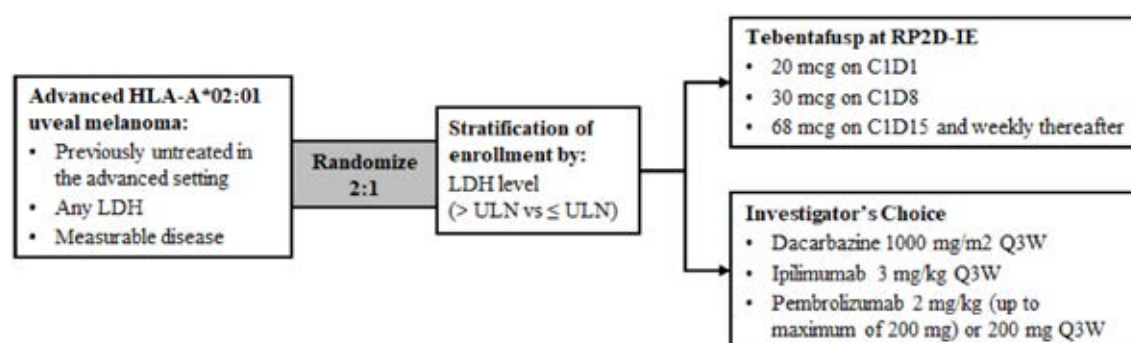 Advanced HLA-A*02:01
uveal melanoma:
• Previously untreated in
the advanced setting
• Any LDH
• Measurable disease
Randomize
2:1
Stratification of
enrollment by:
LDH level
(> ULN vs ≤ ULN)
Tebentafusp at RP2D-IE
• 20 mcg on C1D1
• 30 mcg on C1D8
• 68 mcg on C1D15 and weekly thereafter
Investigator's Choice
• Dacarbazine 1000 mg/m2 Q3W
• Ipilimumab 3 mg/kg Q3W
• Pembrolizumab 2 mg/kg (up to
maximum of 200 mg) or 200 mg Q3W